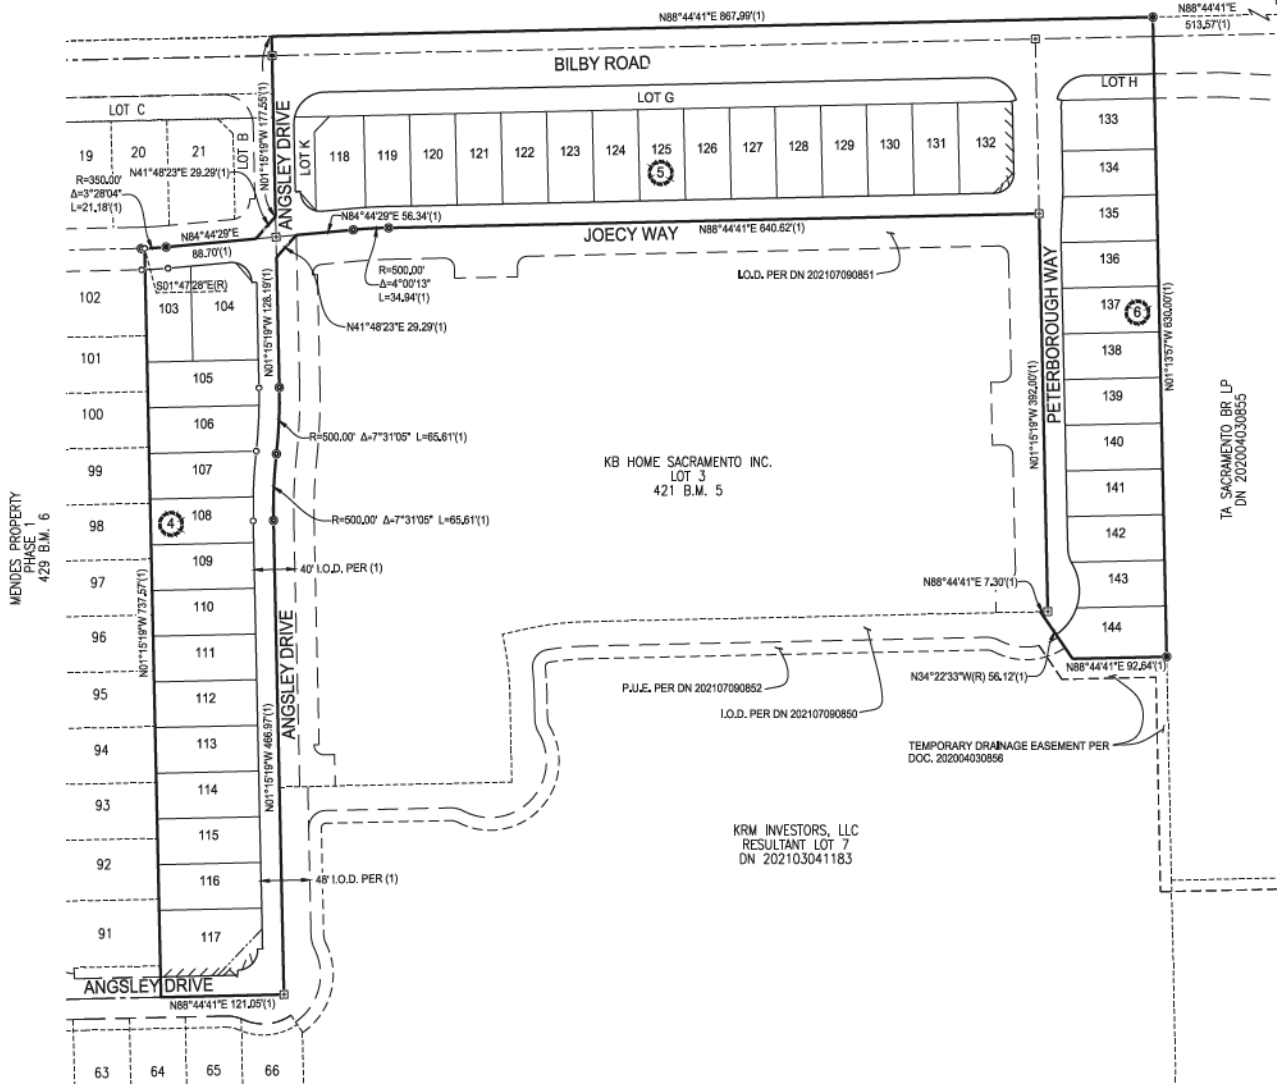 N88°44'41"E 867.99'(1)
N88°44'41"E
513.57'(1)
BILBY ROAD
LOT C
LOT G
LOT H
LOT B
LOT K
N01°15'19"W 177.55'(1)
ANGSLEY DRIVE
19
20
21
118
119
120
121
122
123
124
125
126
127
128
129
130
131
132
5
133
134
135
136
137
138
139
140
141
142
143
144
6
R=350.00'
Δ=3°28'04"
L=21.18'(1)
N41°48'23"E 29.29'(1)
N84°44'29"E
88.70'(1)
N84°44'29"E 56.34'(1)
JOECY WAY
N88°44'41"E 640.62'(1)
R=500.00'
Δ=4°00'13"
L=34.94'(1)
I.O.D. PER DN 202107090851
S01°47'28"E(R)
N41°48'23"E 29.29'(1)
N01°15'19"W 128.19'(1)
PETERBOROUGH WAY
N01°15'19"W 392.00'(1)
N01°13'57"W 630.00'(1)
TA SACRAMENTO BR LP
DN 202004030855
102
101
100
99
98
97
96
95
94
93
92
91
103
104
105
106
107
108
109
110
111
112
113
114
115
116
117
4
R=500.00' Δ=7°31'05" L=65.61'(1)
R=500.00' Δ=7°31'05" L=65.61'(1)
KB HOME SACRAMENTO INC.
LOT 3
421 B.M. 5
MENDES PROPERTY
PHASE 1
429 B.M. 6
N01°15'19"W 737.57'(1)
40' I.O.D. PER (1)
ANGSLEY DRIVE
N01°15'19"W 466.97'(1)
N88°44'41"E 7.30'(1)
N34°22'33"W(R) 56.12'(1)
N88°44'41"E 92.64'(1)
P.U.E. PER DN 202107090852
I.O.D. PER DN 202107090850
TEMPORARY DRAINAGE EASEMENT PER
DOC. 202004030856
KRM INVESTORS, LLC
RESULTANT LOT 7
DN 202103041183
48' I.O.D. PER (1)
ANGSLEY DRIVE
N88°44'41"E 121.05'(1)
63
64
65
66